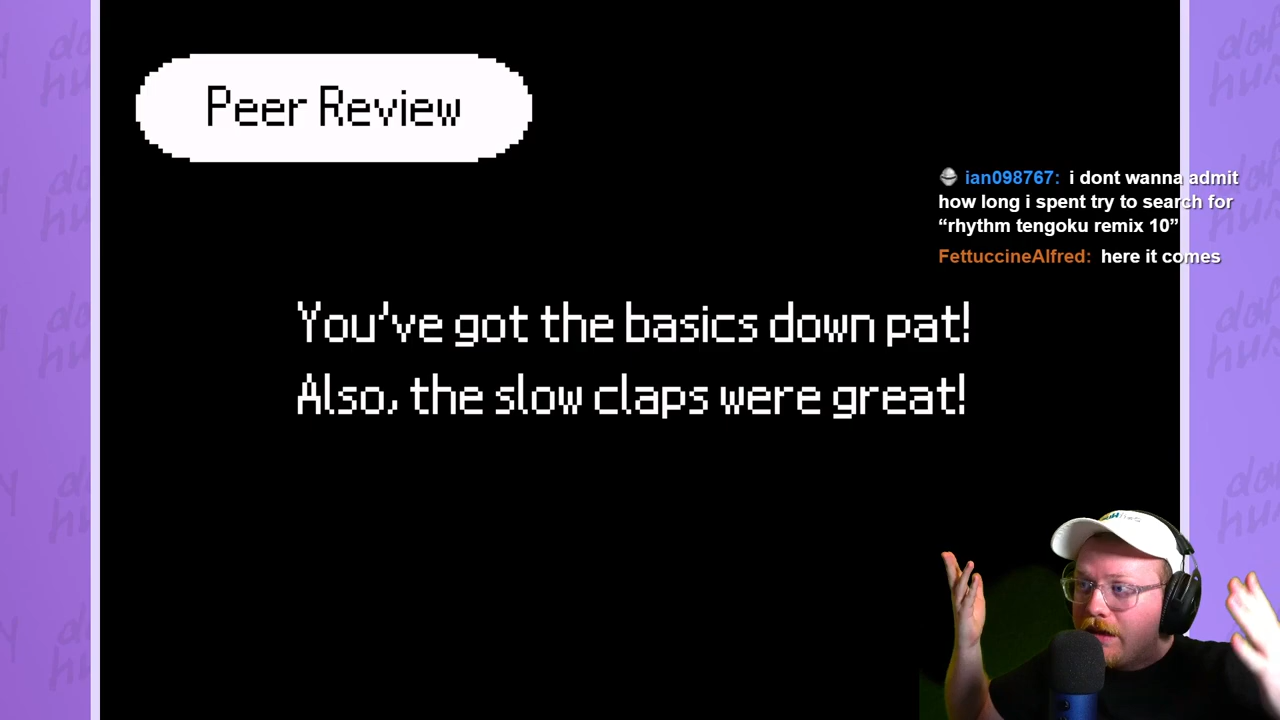 Peer Review
You've got the basics down pat!
Also, the slow claps were great!
ian098767: i dont wanna admit
how long i spent try to search for
“rhythm tengoku remix 10”
FettuccineAlfred: here it comes